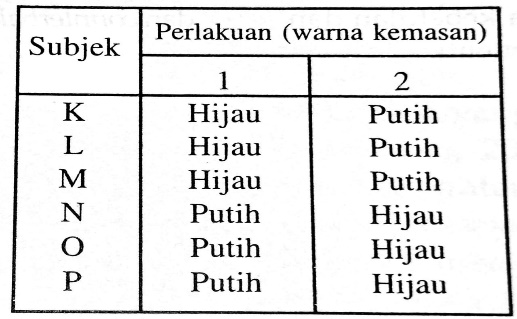 Subjek Perlakuan (warna kemasan)
1 2
K Hijau Putih
L Hijau Putih
M Hijau Putih
N Putih Hijau
O Putih Hijau
P Putih Hijau